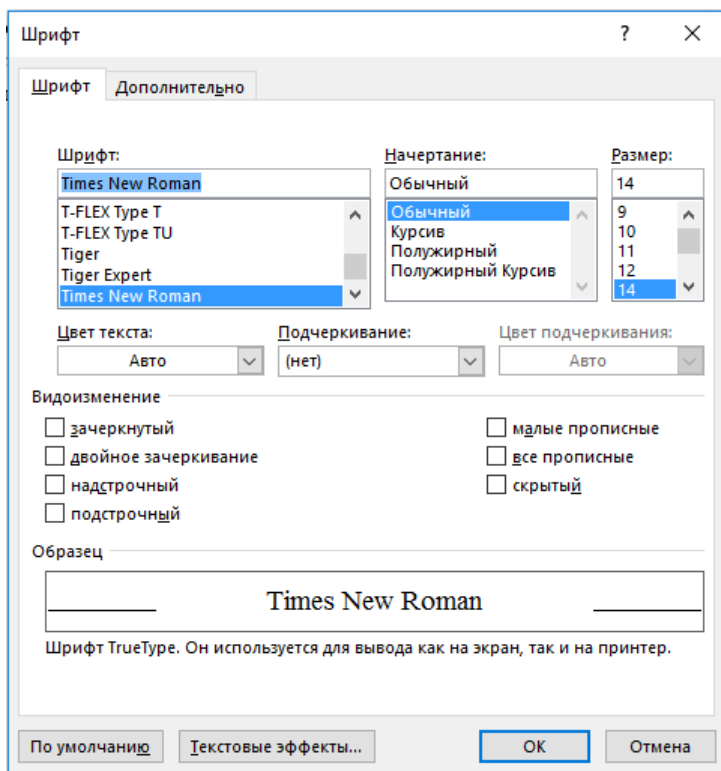 Шрифт ? ×
Шрифт Дополнительно
Шрифт: Начертание: Размер:
Times New Roman Обычный 14
T-FLEX Type T Обычный 9
T-FLEX Type TU Курсив 10
Tiger Полужирный 11
Tiger Expert Полужирный Курсив 12
Times New Roman 14
Цвет текста: Подчеркивание: Цвет подчеркивания:
Авто (нет) Авто
Видоизменение
зачеркнутый малые прописные
двойное зачеркивание все прописные
надстрочный скрытый
подстрочный
Образец
Times New Roman
Шрифт TrueType. Он используется для вывода как на экран, так и на принтер.
По умолчанию Текстовые эффекты... ОК Отмена